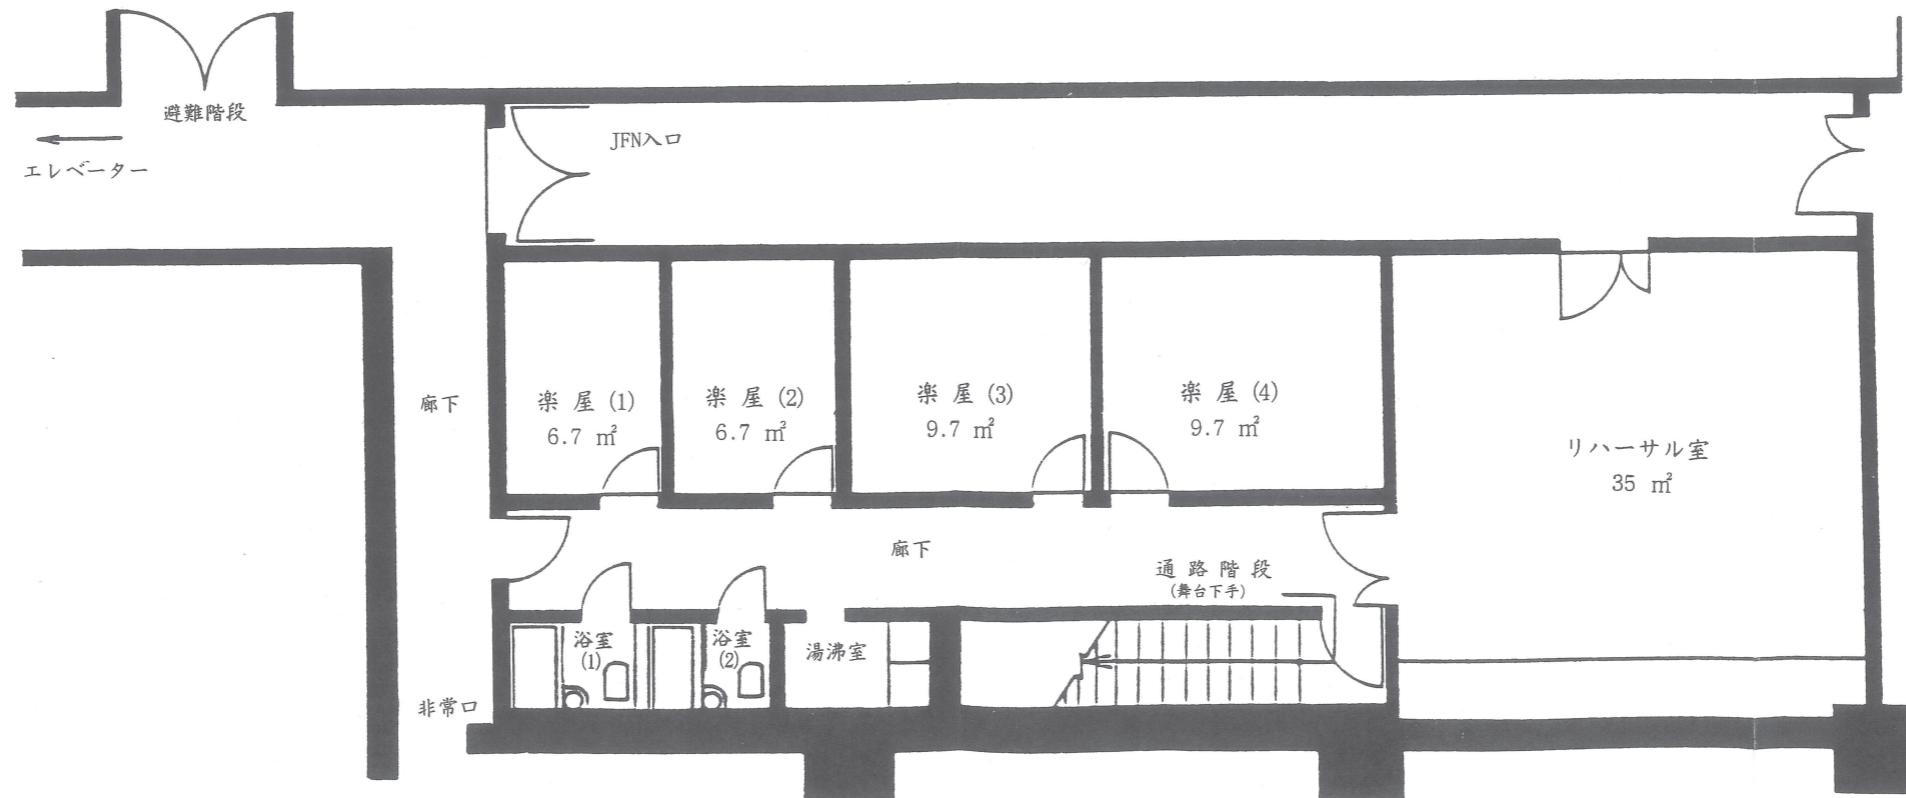 避難階段
エレベーター
JFN入口
廊下
楽屋 (1)
6.7 ㎡
楽屋 (2)
6.7 ㎡
楽屋 (3)
9.7 ㎡
楽屋 (4)
9.7 ㎡
リハーサル室
35 ㎡
廊下
通路階段
(舞台下手)
浴室
(1)
浴室
(2)
湯沸室
非常口